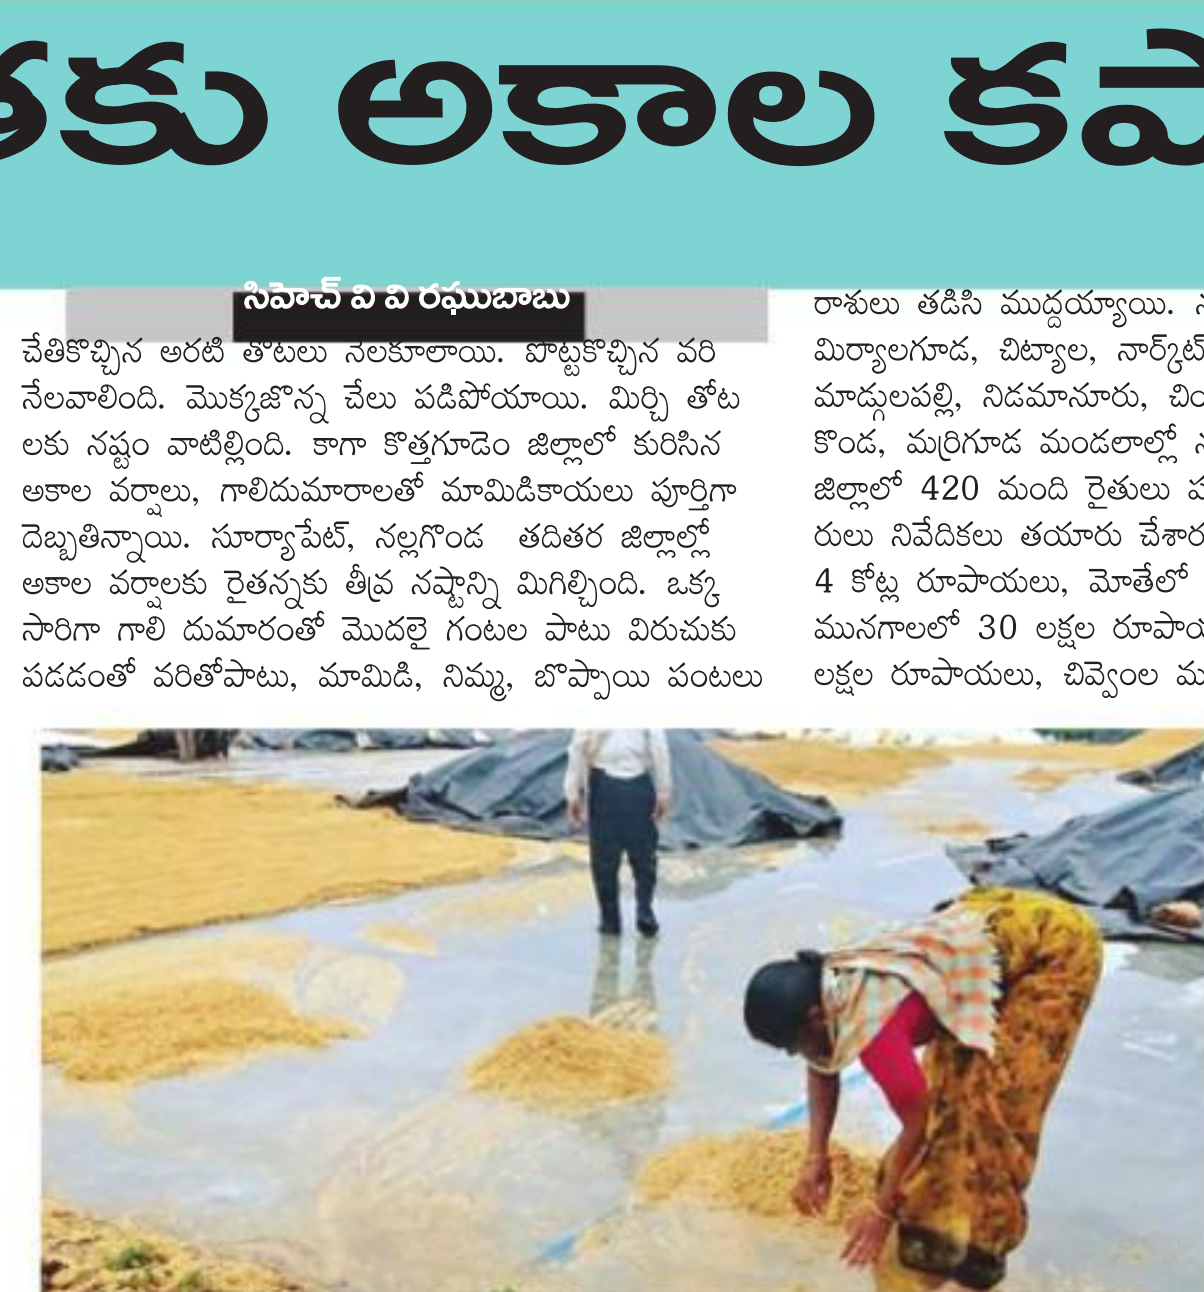 తకు అకాల
సిహెచ్ వి వి రఘుబాబు
చేతికొచ్చిన అరటి తోటలు నేలకూలాయి. పొట్టకొచ్చిన వరి
నేలవాలింది. మొక్కజొన్న చేలు పడిపోయాయి. మిర్చి తోట
లకు నష్టం వాటిల్లింది. కాగా కొత్తగూడెం జిల్లాలో కురిసిన
అకాల వర్షాలు, గాలిదుమారాలతో మామిడికాయలు పూర్తిగా
దెబ్బతిన్నాయి. సూర్యాపేట్, నల్లగొండ తదితర జిల్లాల్లో
అకాల వర్షాలకు రైతన్నకు తీవ్ర నష్టాన్ని మిగిల్చింది. ఒక్క
సారిగా గాలి దుమారంతో మొదలై గంటల పాటు విరుచుకు
పడడంతో వరితోపాటు, మామిడి, నిమ్మ, బొప్పాయి పంటలు
రాశులు తడిసి ముద్దయ్యాయి.
మిర్యాలగూడ, చిట్యాల, నార్కట్
మాడ్గులపల్లి, నిడమానూరు, చిం
కొండ, మర్రిగూడ మండలాల్లో
జిల్లాలో 420 మంది రైతులు
రులు నివేదికలు తయారు చేశార
4 కోట్ల రూపాయలు, మోతేలో
మునగాలలో 30 లక్షల రూపాయ
లక్షల రూపాయలు, చివ్వెంల ము